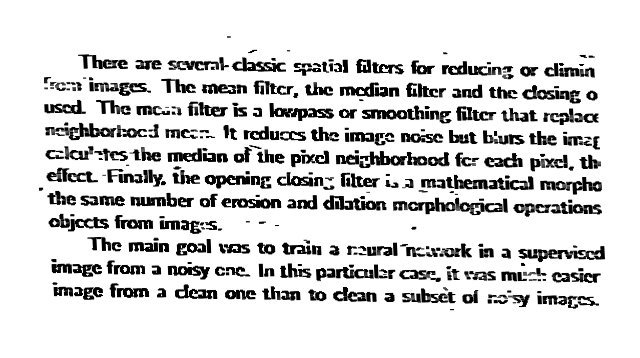 There are several classic spatial filters for reducing or elimin
from images. The mean filter, the median filter and the closing o
used. The mean filter is a lowpass or smoothing filter that replace
neighborhood mean. It reduces the image noise but blurs the imag
calculates the median of the pixel neighborhood for each pixel, th
effect. Finally, the opening closing filter is a mathematical morpho
the same number of erosion and dilation morphological operations
objects from images.
The main goal was to train a neural network in a supervised
image from a noisy one. In this particular case, it was much easier
image from a clean one than to clean a subset of noisy images.